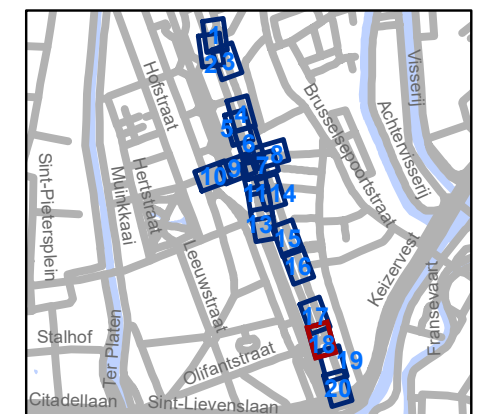 1
2
3
Hofstraat
Visserij
4
5
6
Brusselsepoortstraat
Achtervisserij
7
8
9
10
Sint-Pietersplein
Muinkkaai
Hertstraat
11
14
13
15
16
Leeuwstraat
Keizervest
Fransevaart
17
Stalhof
Ter Platen
18
Olifantstraat
19
20
Citadellaan
Sint-Lievenslaan